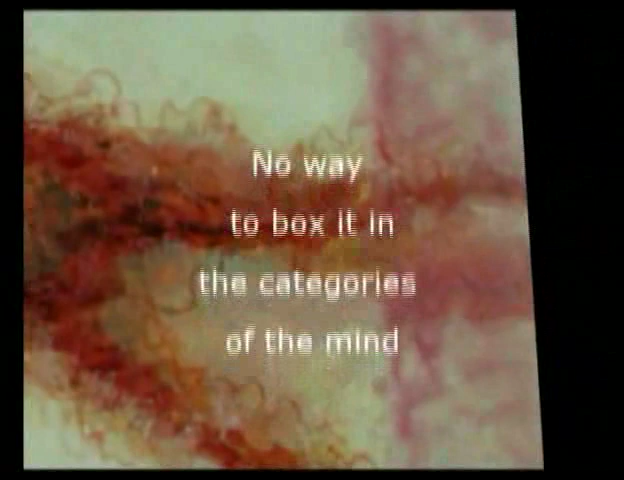 No way
to box it in
the categories
of the mind